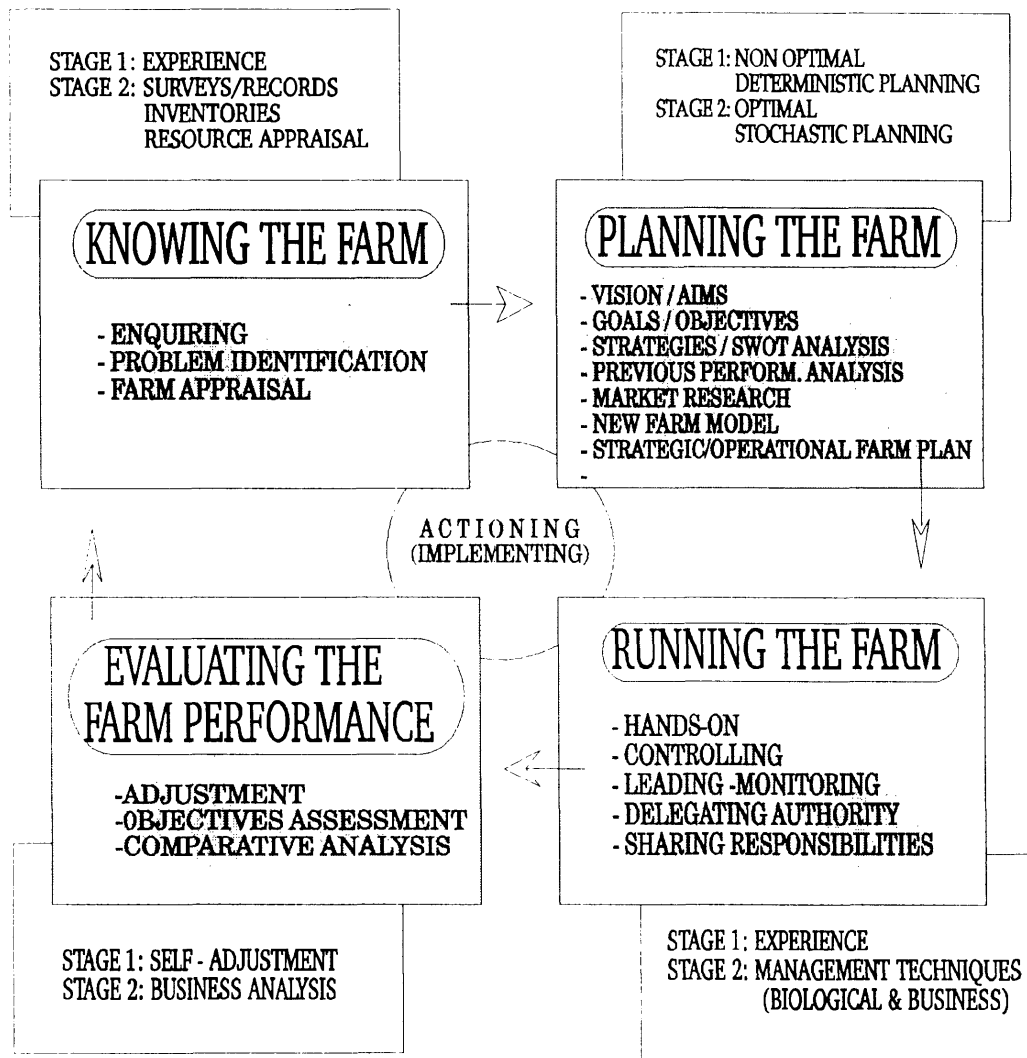 STAGE 1: EXPERIENCE
STAGE 2: SURVEYS/RECORDS
INVENTORIES
RESOURCE APPRAISAL
KNOWING THE FARM
- ENQUIRING
- PROBLEM IDENTIFICATION
- FARM APPRAISAL
STAGE 1: NON OPTIMAL
DETERMINISTIC PLANNING
STAGE 2: OPTIMAL
STOCHASTIC PLANNING
PLANNING THE FARM
- VISION / AIMS
- GOALS / OBJECTIVES
- STRATEGIES / SWOT ANALYSIS
- PREVIOUS PERFORM. ANALYSIS
- MARKET RESEARCH
- NEW FARM MODEL
- STRATEGIC/OPERATIONAL FARM PLAN
-
ACTIONING
(IMPLEMENTING)
EVALUATING THE
FARM PERFORMANCE
-ADJUSTMENT
-OBJECTIVES ASSESSMENT
-COMPARATIVE ANALYSIS
STAGE 1: SELF - ADJUSTMENT
STAGE 2: BUSINESS ANALYSIS
RUNNING THE FARM
- HANDS-ON
- CONTROLLING
- LEADING -MONITORING
- DELEGATING AUTHORITY
- SHARING RESPONSIBILITIES
STAGE 1: EXPERIENCE
STAGE 2: MANAGEMENT TECHNIQUES
(BIOLOGICAL & BUSINESS)